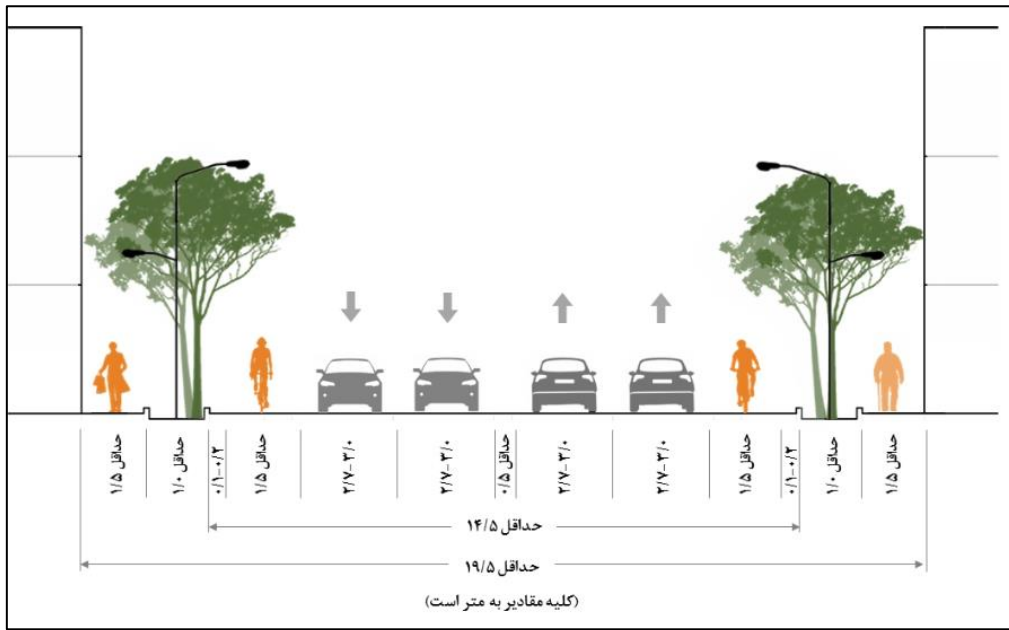 حداقل ۱/۵
حداقل ۱/۰
۰/۱-۰/۲
حداقل ۱/۵
۲/۷-۳/۰
۲/۷-۳/۰
۰/۵
۲/۷-۳/۰
۲/۷-۳/۰
حداقل ۱/۵
۰/۱-۰/۲
حداقل ۱/۰
حداقل ۱/۵
حداقل ۱۴/۵
حداقل ۱۹/۵
(کلیه مقادیر به متر است)